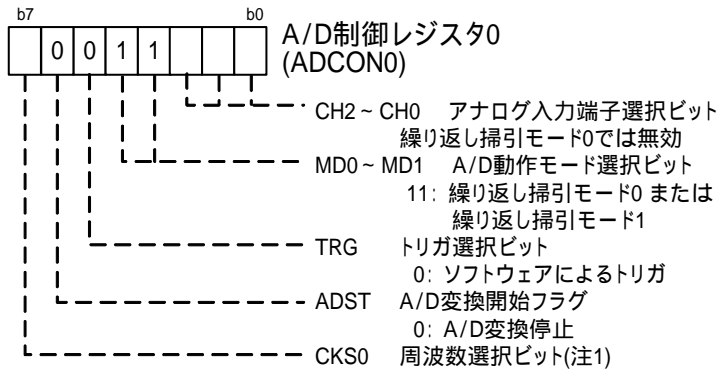 b7 b0
0 0 1 1
A/D制御レジスタ0
(ADCON0)
CH2 ~ CH0 アナログ入力端子選択ビット
繰り返し掃引モード0では無効
MD0 ~ MD1 A/D動作モード選択ビット
11: 繰り返し掃引モード0 または
繰り返し掃引モード1
TRG トリガ選択ビット
0: ソフトウェアによるトリガ
ADST A/D変換開始フラグ
0: A/D変換停止
CKS0 周波数選択ビット(注1)